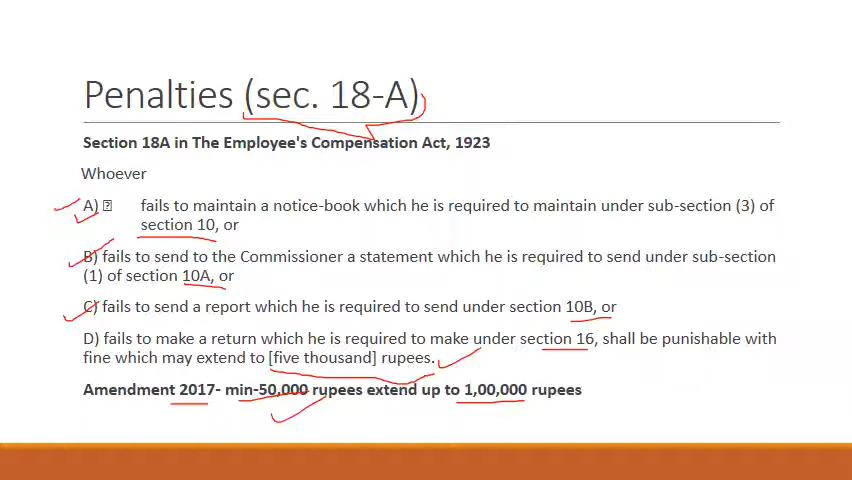 Penalties (sec. 18-A)
Section 18A in The Employee's Compensation Act, 1923
Whoever
A) fails to maintain a notice-book which he is required to maintain under sub-section (3) of
section 10, or
B) fails to send to the Commissioner a statement which he is required to send under sub-section
(1) of section 10A, or
C) fails to send a report which he is required to send under section 10B, or
D) fails to make a return which he is required to make under section 16, shall be punishable with
fine which may extend to [five thousand] rupees.
Amendment 2017- min-50,000 rupees extend up to 1,00,000 rupees